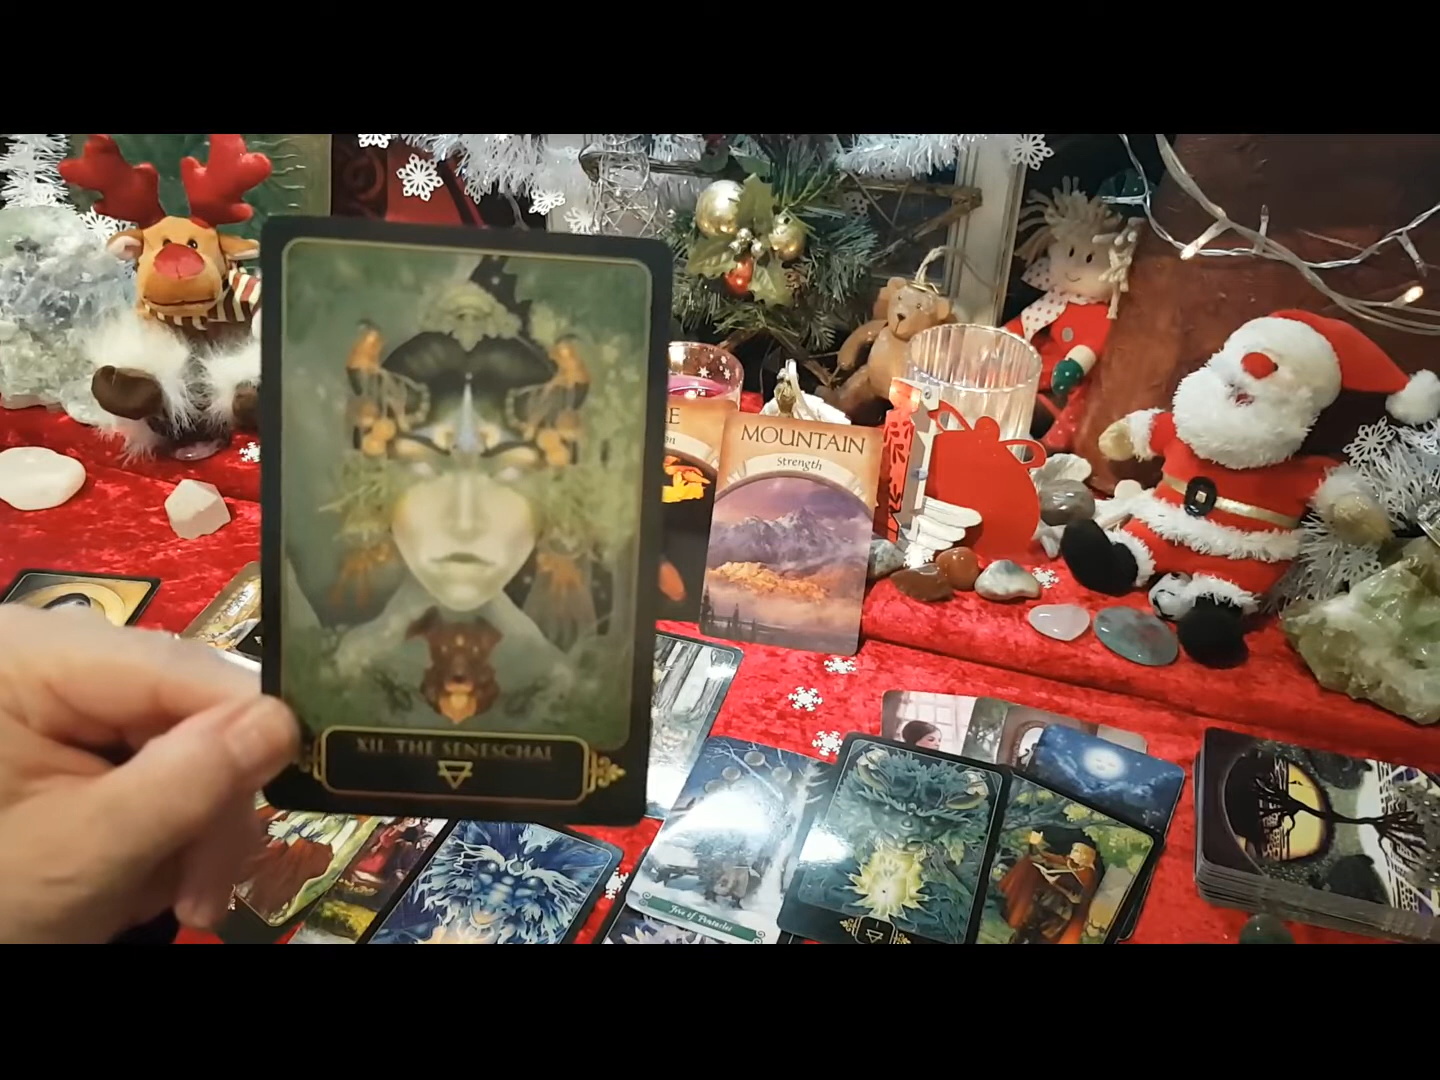 XII. THE SENESCHAL
MOUNTAIN
Strength
Five of Pentacles